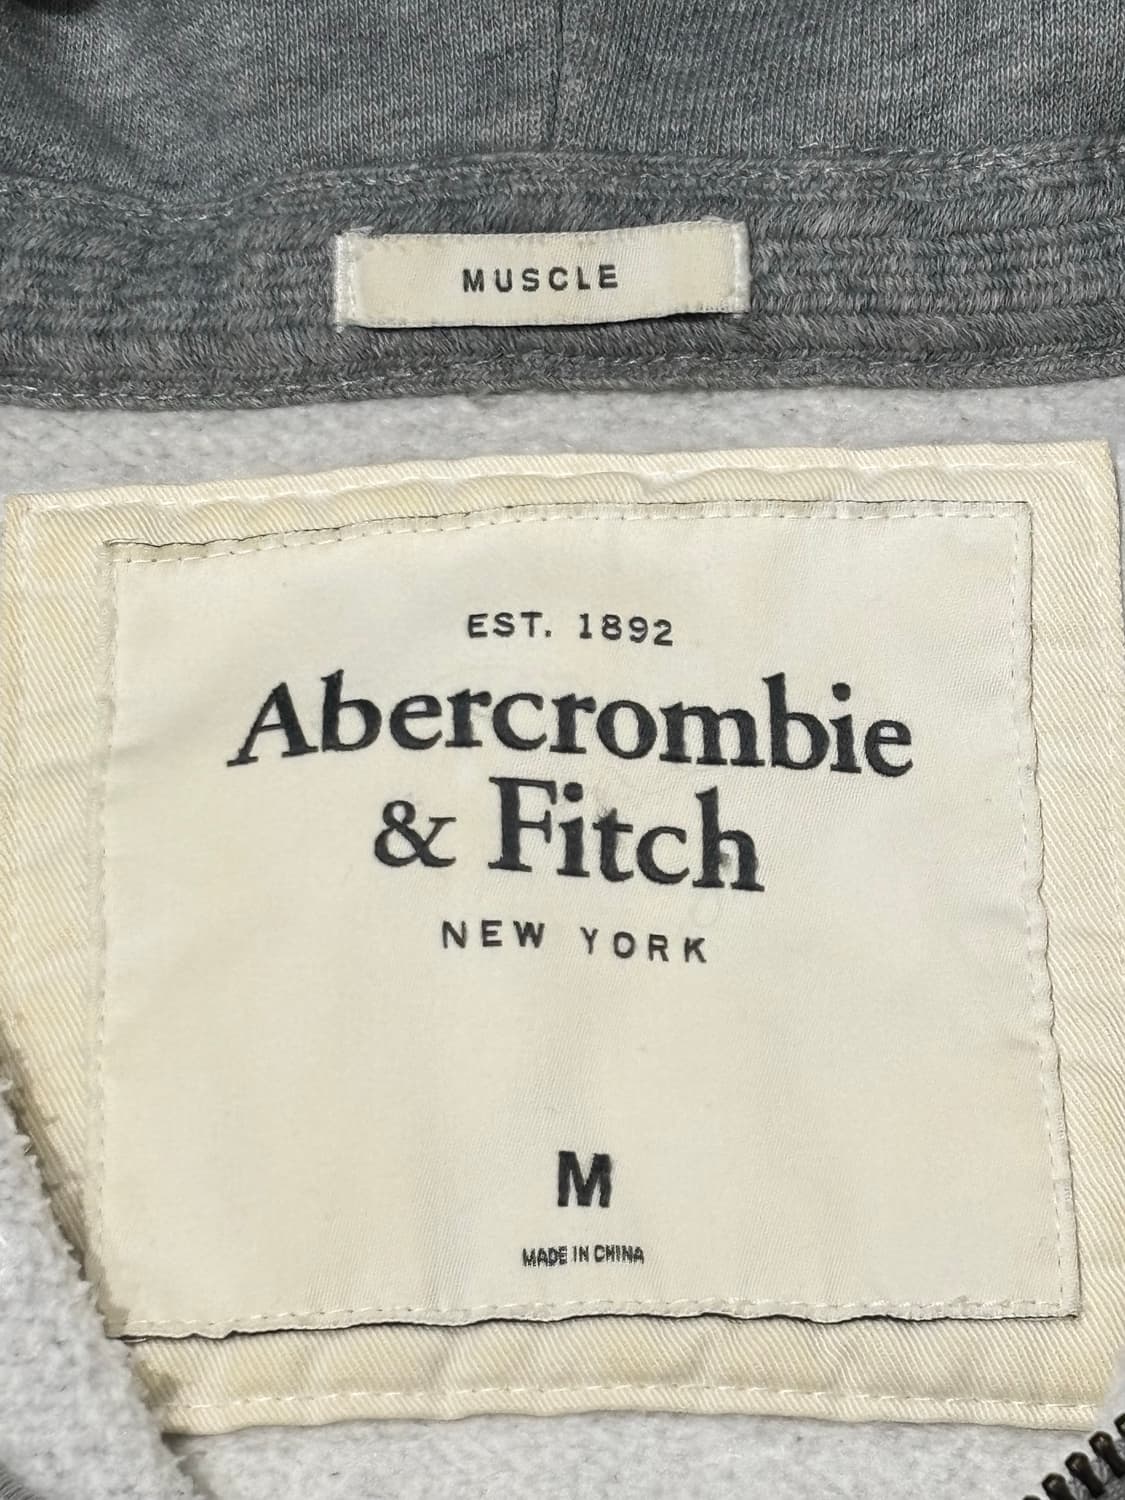 MUSCLE
EST. 1892
Abercrombie
& Fitch
NEW YORK
M
MADE IN CHINA